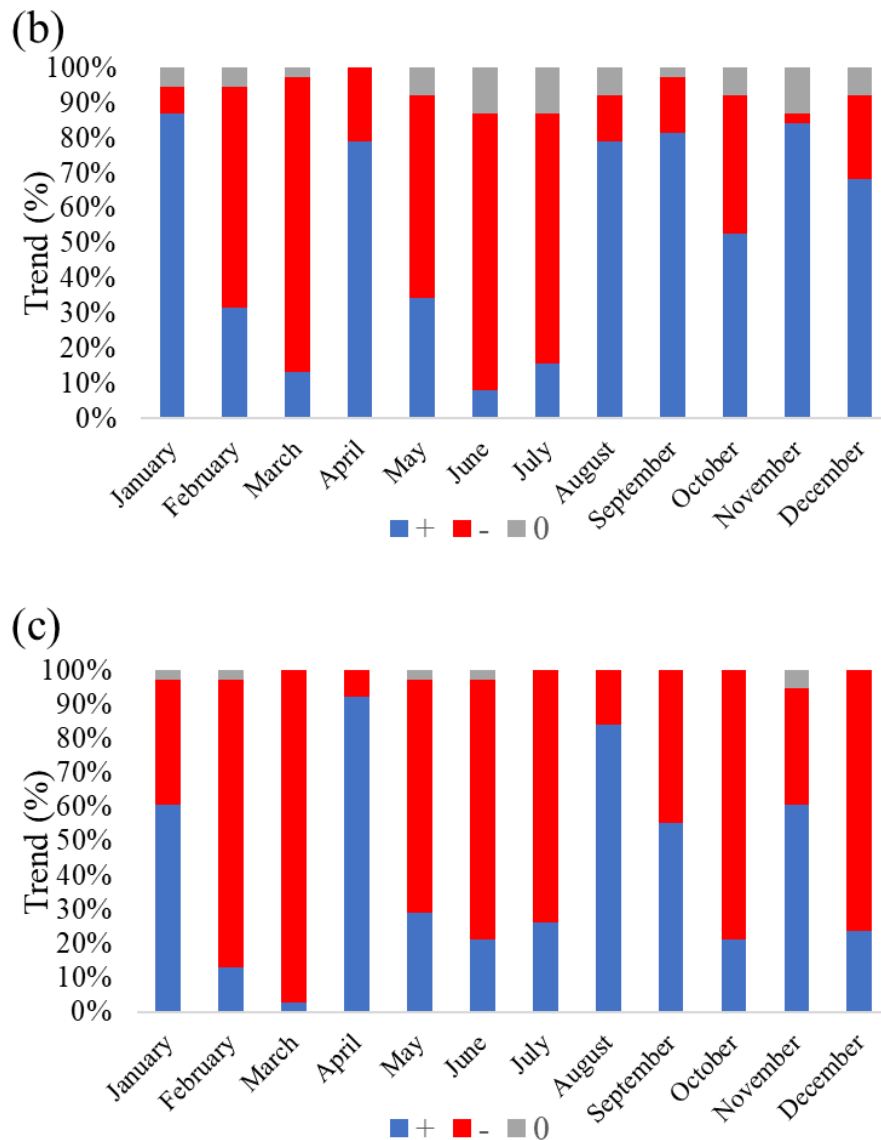 (b)
100%
90%
80%
70%
60%
50%
40%
30%
20%
10%
0%
Trend (%)
January
February
March
April
May
June
July
August
September
October
November
December
+ - 0
(c)
100%
90%
80%
70%
60%
50%
40%
30%
20%
10%
0%
Trend (%)
January
February
March
April
May
June
July
August
September
October
November
December
+ - 0